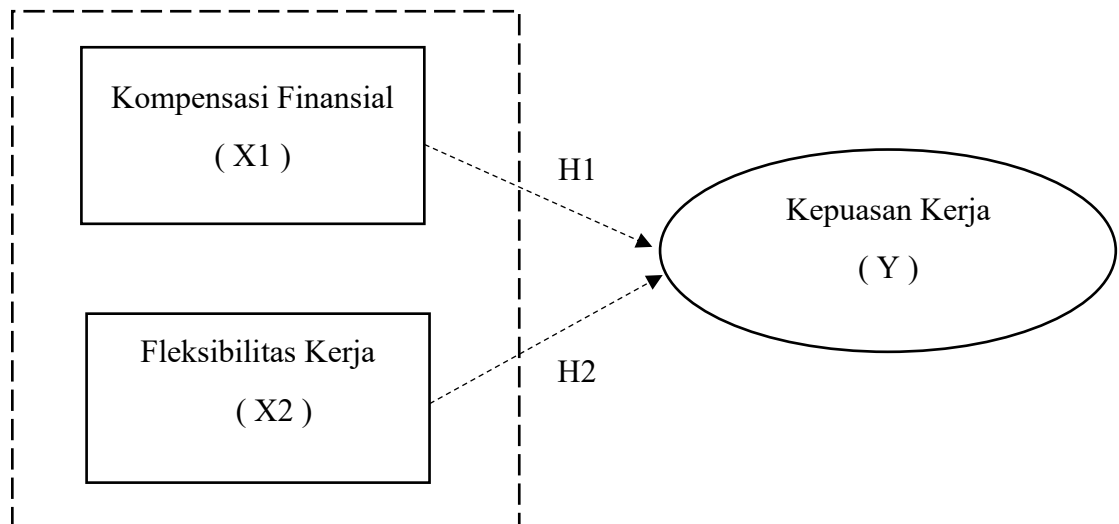 Kompensasi Finansial
( X1 )
H1
Kepuasan Kerja
( Y )
Fleksibilitas Kerja
( X2 )
H2